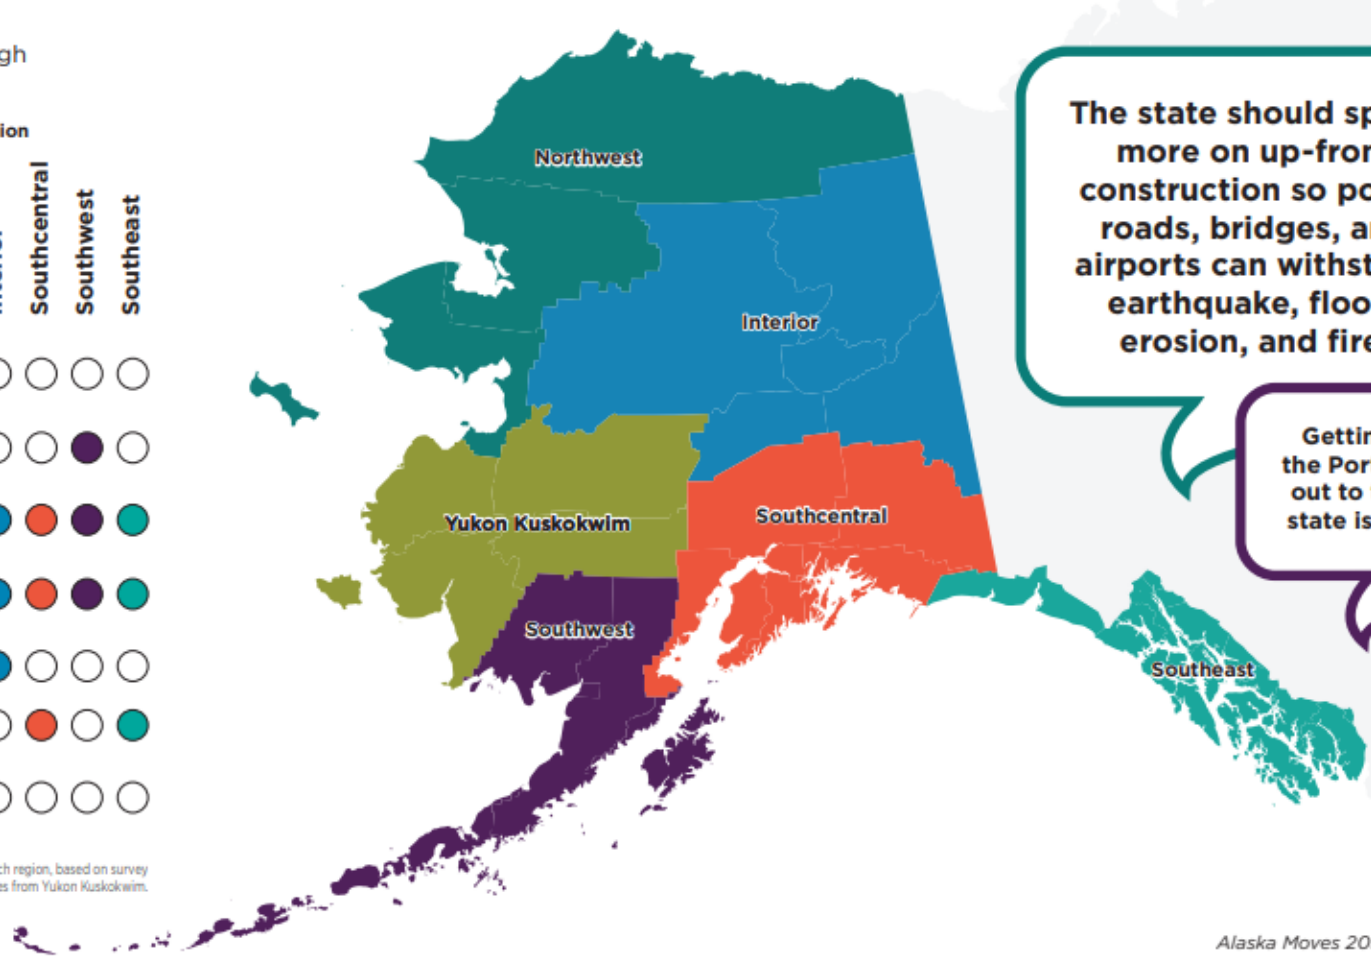 gh
ion
Southcentral
Southwest
Southeast
Northwest
Interior
Yukon Kuskokwim
Southcentral
Southwest
Southeast
The state should sp
more on up-fron
construction so po
roads, bridges, a
airports can withst
earthquake, floo
erosion, and fire
Gettin
the Por
out to
state is
ch region, based on survey
es from Yukon Kuskokwim.
Alaska Moves 20